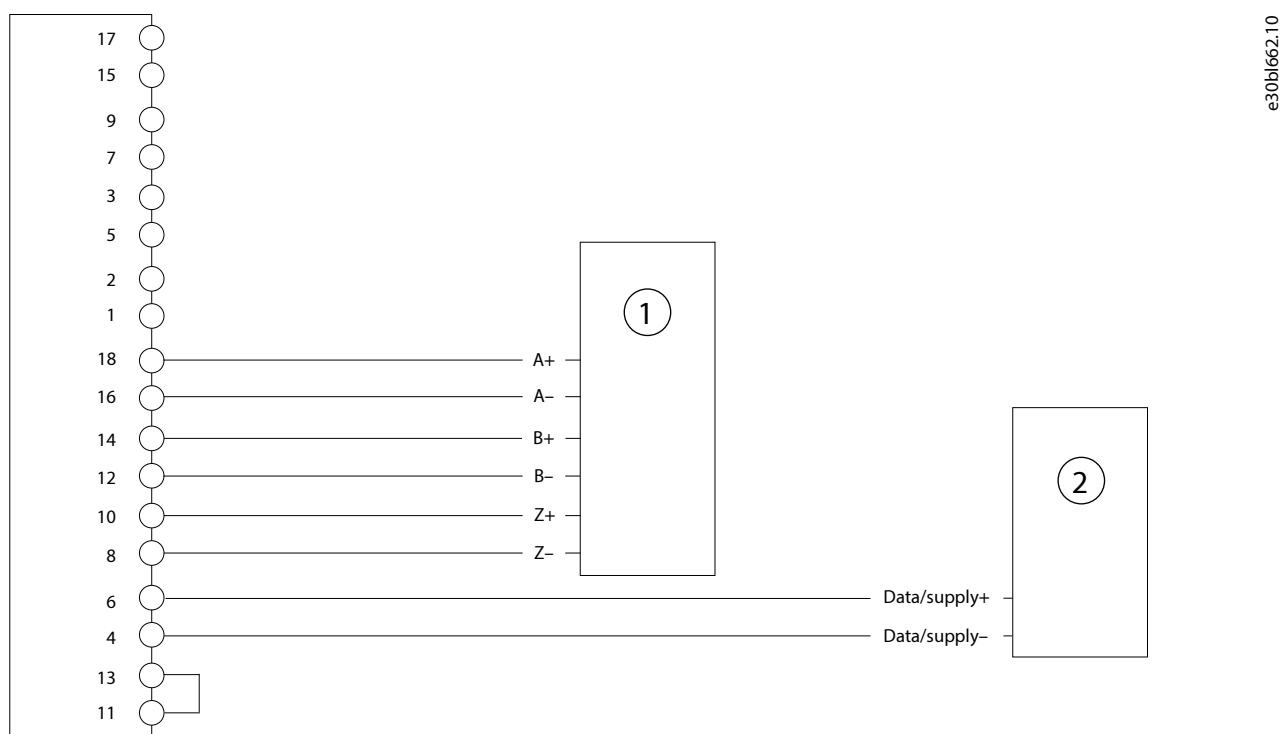 e30bl662.10
17
15
9
7
3
5
2
1
1
18 A+
16 A–
14 B+
12 B–
2
10 Z+
8 Z–
6 Data/supply+
4 Data/supply–
13
11